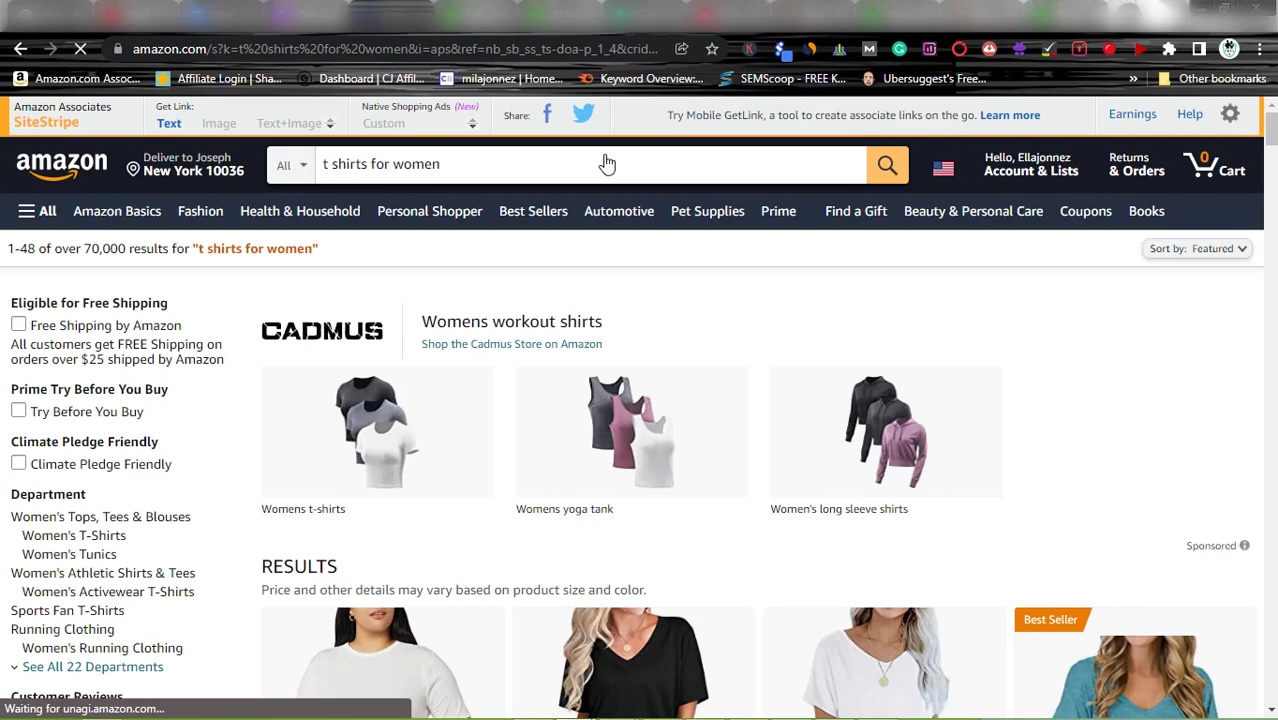 amazon.com/s?k=t%20shirts%20for%20women&i=aps&ref=nb_sb_ss_ts-doa-p_1_4&crid...
Amazon.com Assoc...
Affiliate Login | Sha...
Dashboard | CJ Affil...
milajonnez | Home...
Keyword Overview:...
SEMScoop - FREE K...
Ubersuggest's Free...
»
Other bookmarks
Amazon Associates
SiteStripe
Get Link:
Text
Image
Text+Image
Native Shopping Ads (New)
Custom
Share:
Try Mobile GetLink, a tool to create associate links on the go. Learn more
Earnings
Help
amazon
Deliver to Joseph
New York 10036
All
t shirts for women
Hello, Ellajonnez
Account & Lists
Returns
& Orders
0
Cart
All
Amazon Basics
Fashion
Health & Household
Personal Shopper
Best Sellers
Automotive
Pet Supplies
Prime
Find a Gift
Beauty & Personal Care
Coupons
Books
1-48 of over 70,000 results for "t shirts for women"
Sort by: Featured
Eligible for Free Shipping
Free Shipping by Amazon
All customers get FREE Shipping on
orders over $25 shipped by Amazon
Prime Try Before You Buy
Try Before You Buy
Climate Pledge Friendly
Climate Pledge Friendly
Department
Women's Tops, Tees & Blouses
Women's T-Shirts
Women's Tunics
Women's Athletic Shirts & Tees
Women's Activewear T-Shirts
Sports Fan T-Shirts
Running Clothing
Women's Running Clothing
See All 22 Departments
Customer Reviews
CADMUS
Womens workout shirts
Shop the Cadmus Store on Amazon
Womens t-shirts
Womens yoga tank
Women's long sleeve shirts
Sponsored
RESULTS
Price and other details may vary based on product size and color.
Best Seller
Waiting for unagi.amazon.com...